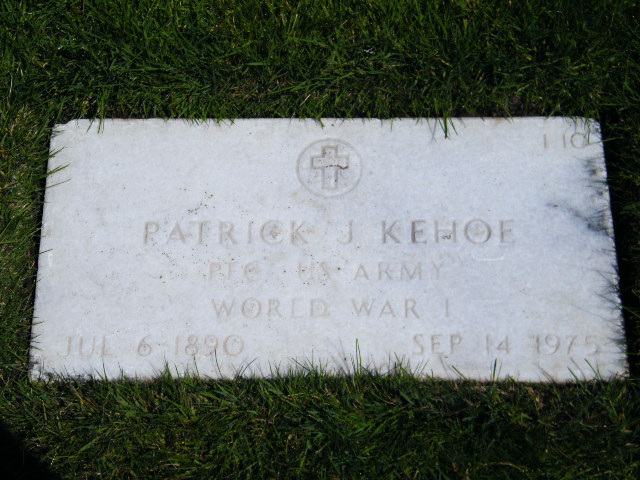 110
PATRICK J KEHOE
PFC US ARMY
WORLD WAR I
JUL 6 1890 SEP 14 1975